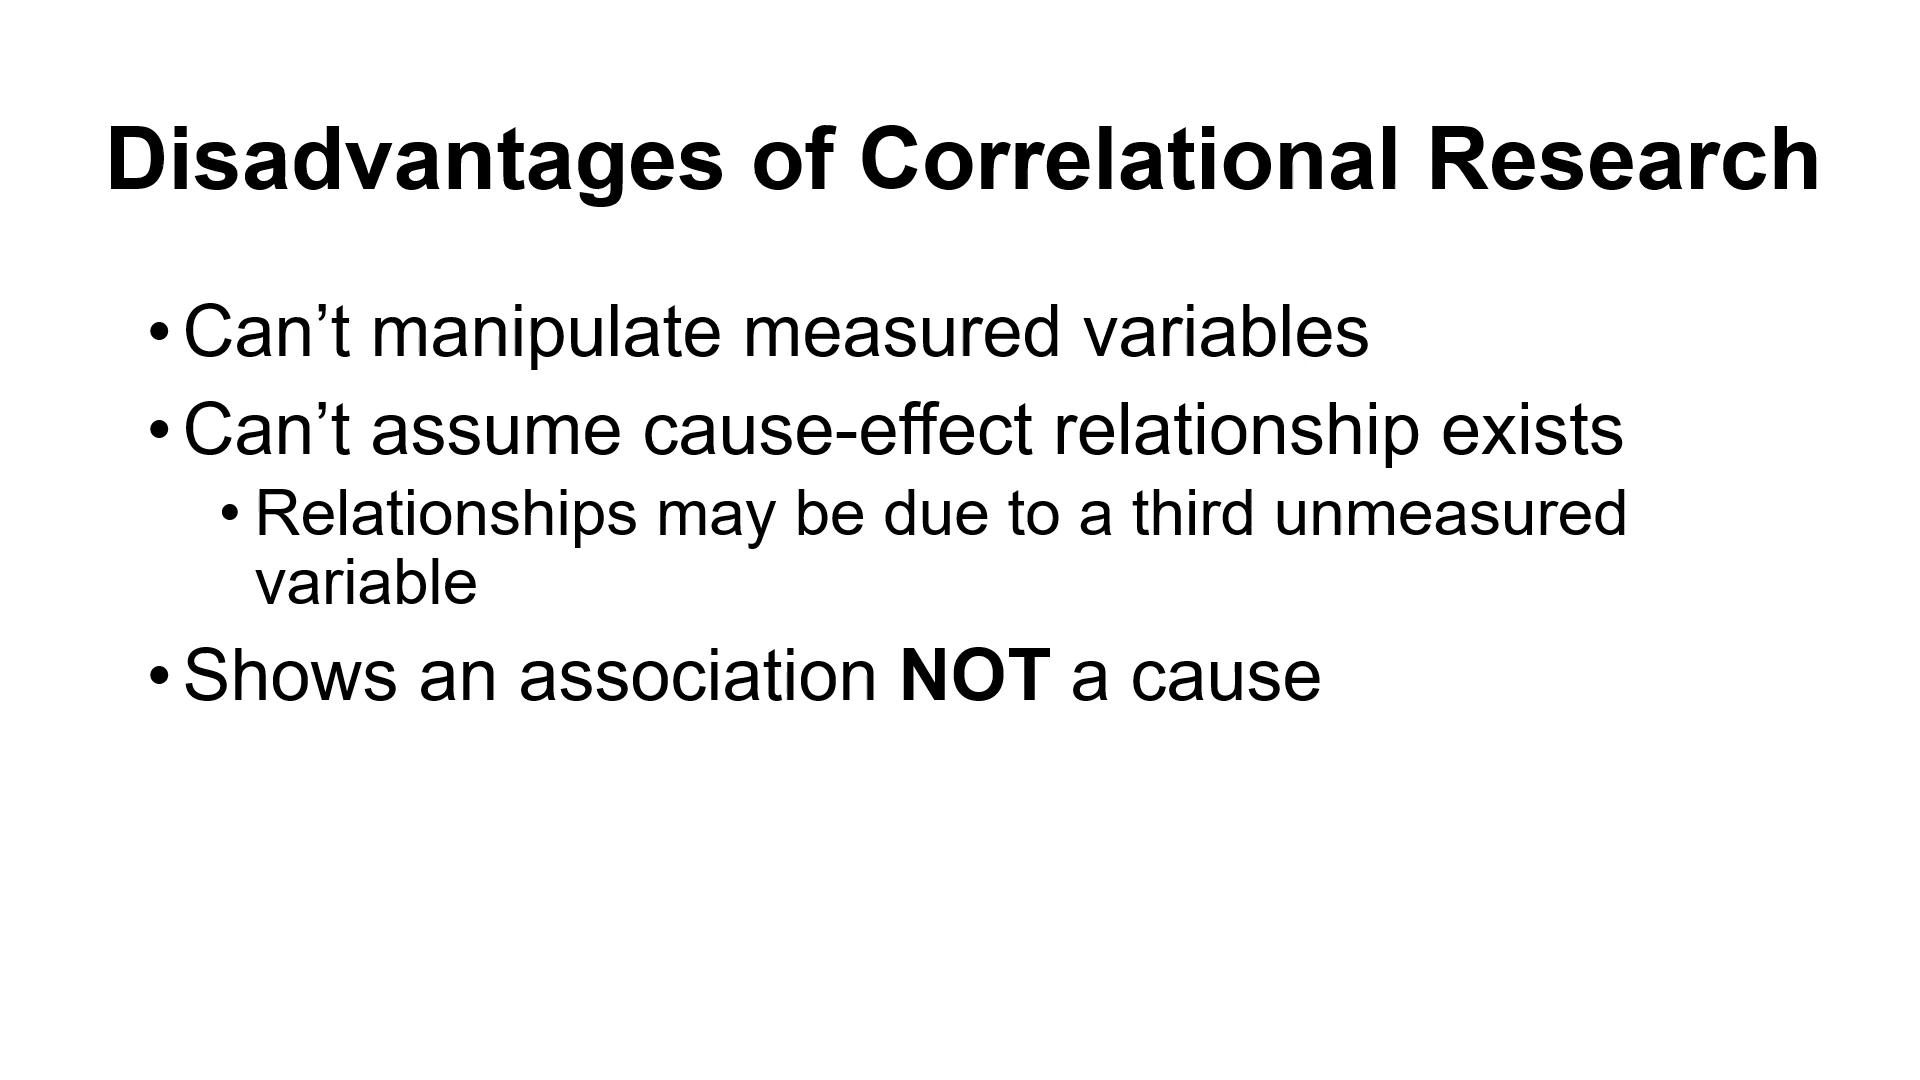 Disadvantages of Correlational Research
• Can’t manipulate measured variables
• Can’t assume cause-effect relationship exists
• Relationships may be due to a third unmeasured
variable
• Shows an association NOT a cause